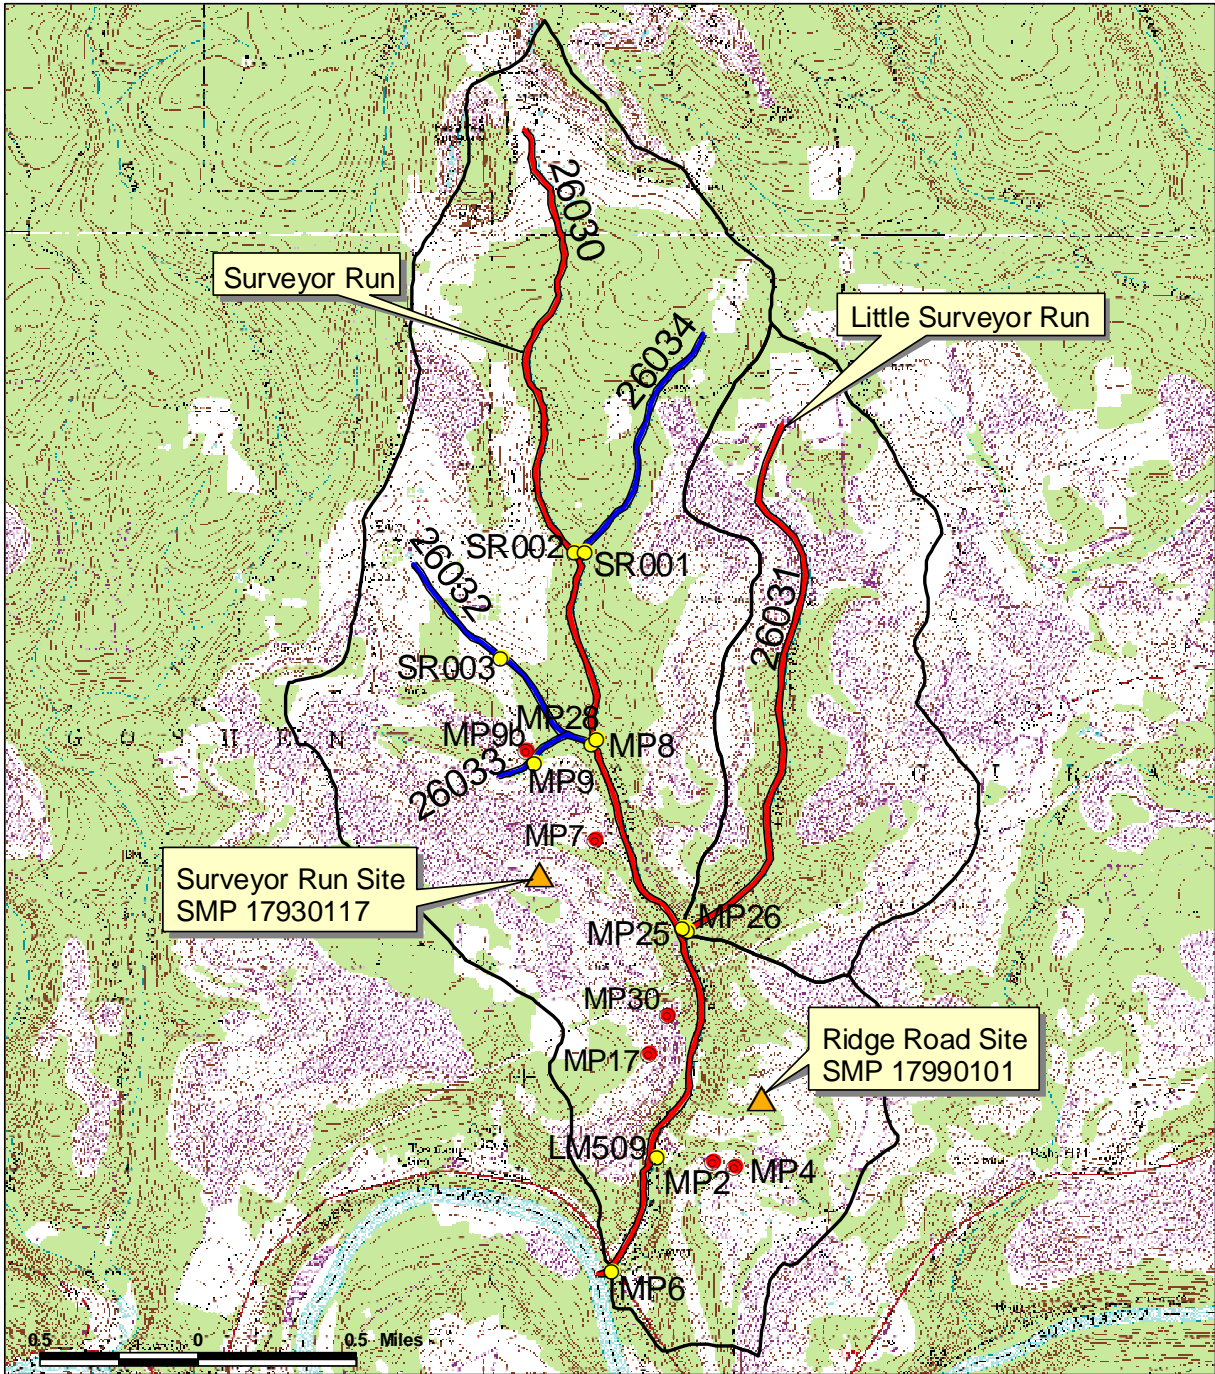 26030
Surveyor Run
Little Surveyor Run
26034
SR002
SR001
26032
26031
SR003
MP28
MP9b
MP8
G O S H E N
26033
MP9
MP7
Surveyor Run Site
SMP 17930117
MP26
MP25
MP30
Ridge Road Site
SMP 17990101
MP17
LM509
MP2
MP4
MP6
0.5 0 0.5 Miles